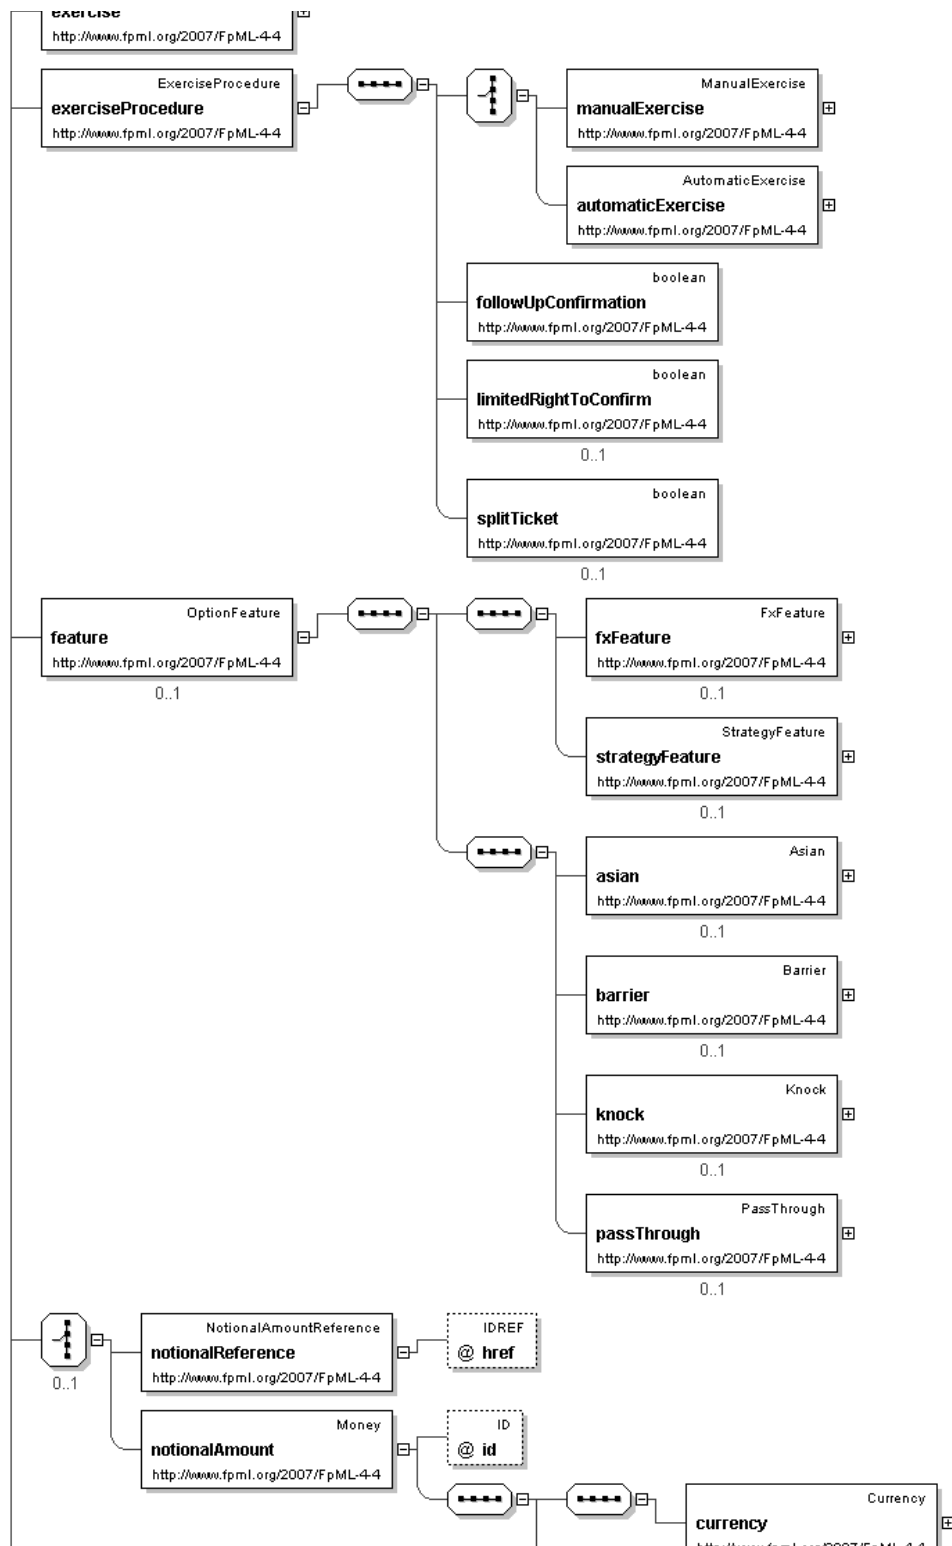 exercise
http://www.fpml.org/2007/FpML-4-4
ExerciseProcedure
exerciseProcedure
http://www.fpml.org/2007/FpML-4-4
ManualExercise
manualExercise
http://www.fpml.org/2007/FpML-4-4
AutomaticExercise
automaticExercise
http://www.fpml.org/2007/FpML-4-4
boolean
followUpConfirmation
http://www.fpml.org/2007/FpML-4-4
boolean
limitedRightToConfirm
http://www.fpml.org/2007/FpML-4-4
0..1
boolean
splitTicket
http://www.fpml.org/2007/FpML-4-4
0..1
OptionFeature
feature
http://www.fpml.org/2007/FpML-4-4
0..1
FxFeature
fxFeature
http://www.fpml.org/2007/FpML-4-4
0..1
StrategyFeature
strategyFeature
http://www.fpml.org/2007/FpML-4-4
0..1
Asian
asian
http://www.fpml.org/2007/FpML-4-4
0..1
Barrier
barrier
http://www.fpml.org/2007/FpML-4-4
0..1
Knock
knock
http://www.fpml.org/2007/FpML-4-4
0..1
PassThrough
passThrough
http://www.fpml.org/2007/FpML-4-4
0..1
0..1
NotionalAmountReference
notionalReference
http://www.fpml.org/2007/FpML-4-4
IDREF
@ href
Money
notionalAmount
http://www.fpml.org/2007/FpML-4-4
ID
@ id
Currency
currency
http://www.fpml.org/2007/FpML-4-4